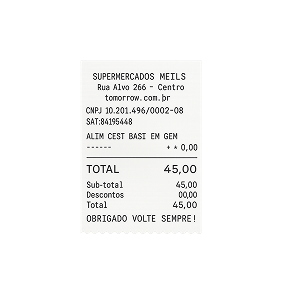 SUPERMERCADOS MEILS
Rua Alvo 266 - Centro
tomorrow.com.br
CNPJ 10.201.496/0002-08
SAT:84195448
ALIM CEST BASI EM GEM
------ + * 0,00
TOTAL 45,00
Sub-total 45,00
Descontos 00,00
Total 45,00
OBRIGADO VOLTE SEMPRE!